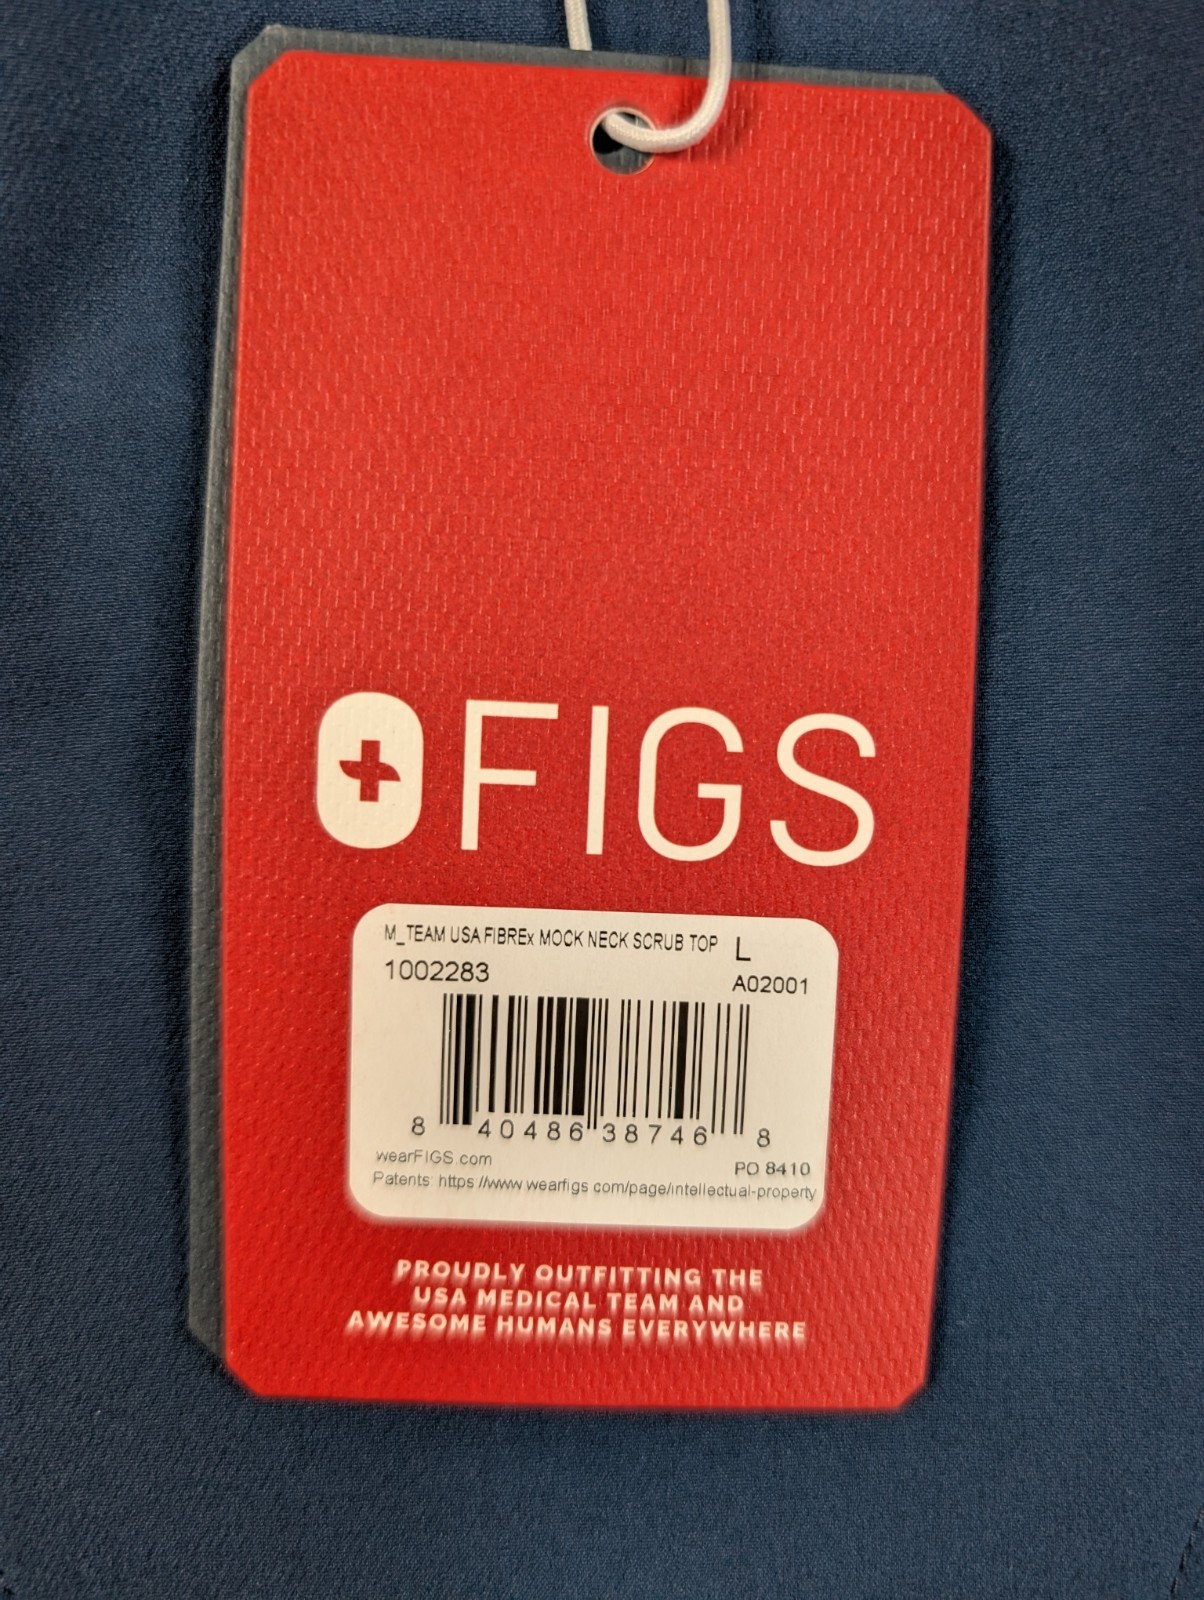 FIGS
M_TEAM USA FIBREx MOCK NECK SCRUB TOP L
1002283 A02001
8 40486 38746 8
wearFIGS.com PO 8410
Patents: https://www.wearfigs.com/page/intellectual-property
PROUDLY OUTFITTING THE
USA MEDICAL TEAM AND
AWESOME HUMANS EVERYWHERE